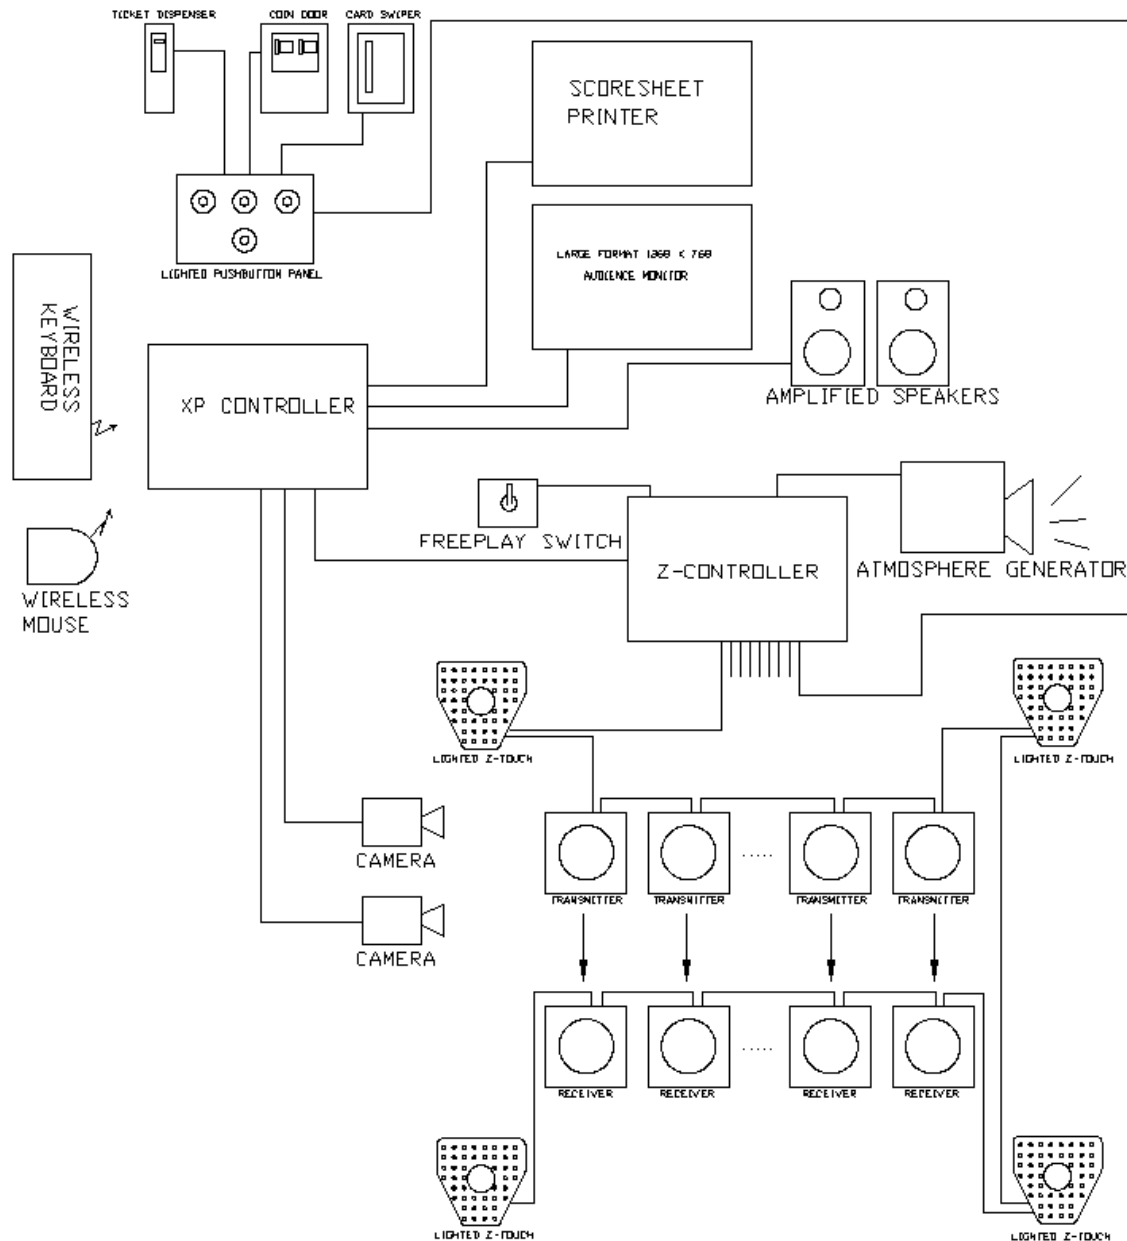 TICKET DISPENSER
COIN DOOR
CARD SWIPER
SCORESHEET
PRINTER
LARGE FORMAT 1368 X 768
AUDIENCE MONITOR
LIGHTED PUSHBUTTON PANEL
WIRELESS
KEYBOARD
XP CONTROLLER
AMPLIFIED SPEAKERS
FREEPLAY SWITCH
Z-CONTROLLER
ATMOSPHERE GENERATOR
WIRELESS
MOUSE
LIGHTED Z-TOUCH
LIGHTED Z-TOUCH
CAMERA
TRANSMITTER
TRANSMITTER
.....
TRANSMITTER
TRANSMITTER
CAMERA
RECEIVER
RECEIVER
.....
RECEIVER
RECEIVER
LIGHTED Z-TOUCH
LIGHTED Z-TOUCH